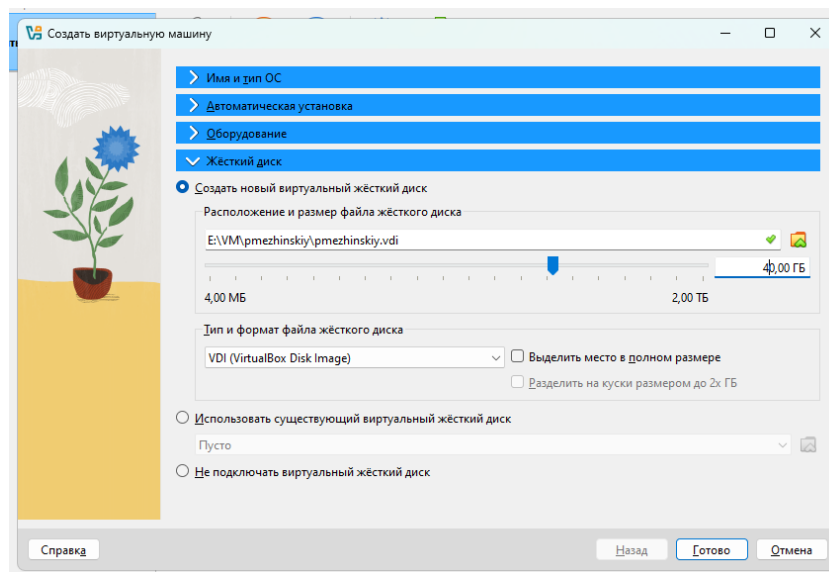 Создать виртуальную машину
Имя и тип ОС
Автоматическая установка
Оборудование
Жёсткий диск
Создать новый виртуальный жёсткий диск
Расположение и размер файла жёсткого диска
E:\VM\pmezhinskiy\pmezhinskiy.vdi
40,00 ГБ
4,00 МБ 2,00 ТБ
Тип и формат файла жёсткого диска
VDI (VirtualBox Disk Image) Выделить место в полном размере
Разделить на куски размером до 2х ГБ
Использовать существующий виртуальный жёсткий диск
Пусто
Не подключать виртуальный жёсткий диск
Справка Назад Готово Отмена